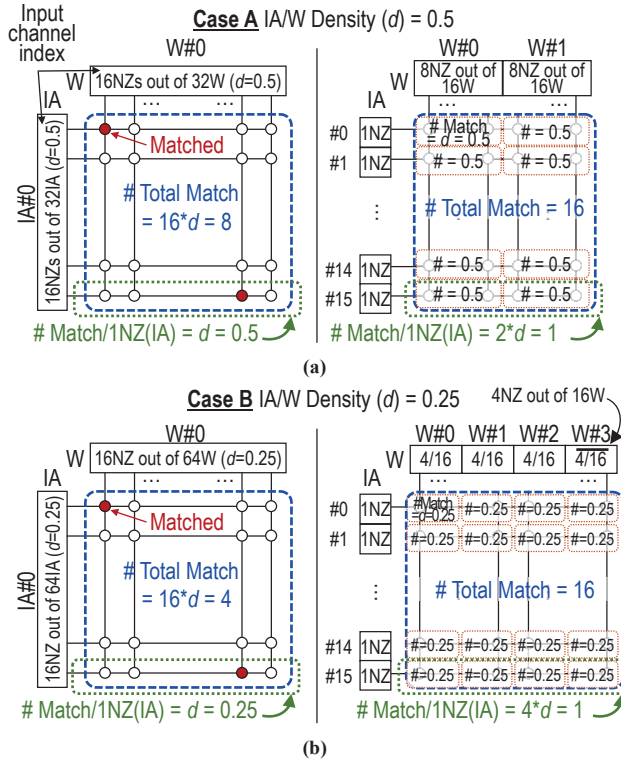 Case A IA/W Density (d) = 0.5
Input
channel
index
W#0
W
16NZs out of 32W (d=0.5)
... ...
IA
IA#0
16NZs out of 32IA (d=0.5)
Matched
# Total Match
= 16*d = 8
# Match/1NZ(IA) = d = 0.5
W#0 W#1
W
8NZ out of 16W
8NZ out of 16W
... ...
IA
#0 1NZ # Match = d = 0.5 # = 0.5
#1 1NZ # = 0.5 # = 0.5
...
# Total Match = 16
#14 1NZ # = 0.5 # = 0.5
#15 1NZ # = 0.5 # = 0.5
# Match/1NZ(IA) = 2*d = 1
(a)
Case B IA/W Density (d) = 0.25
4NZ out of 16W
W#0
W
16NZ out of 64W (d=0.25)
... ...
IA
IA#0
16NZ out of 64IA (d=0.25)
Matched
# Total Match
= 16*d = 4
# Match/1NZ(IA) = d = 0.25
W#0 W#1 W#2 W#3
W 4/16 4/16 4/16 4/16
... ...
IA
#0 1NZ #Match =d=0.25 #=0.25 #=0.25 #=0.25
#1 1NZ #=0.25 #=0.25 #=0.25 #=0.25
...
# Total Match = 16
#14 1NZ #=0.25 #=0.25 #=0.25 #=0.25
#15 1NZ #=0.25 #=0.25 #=0.25 #=0.25
# Match/1NZ(IA) = 4*d = 1
(b)